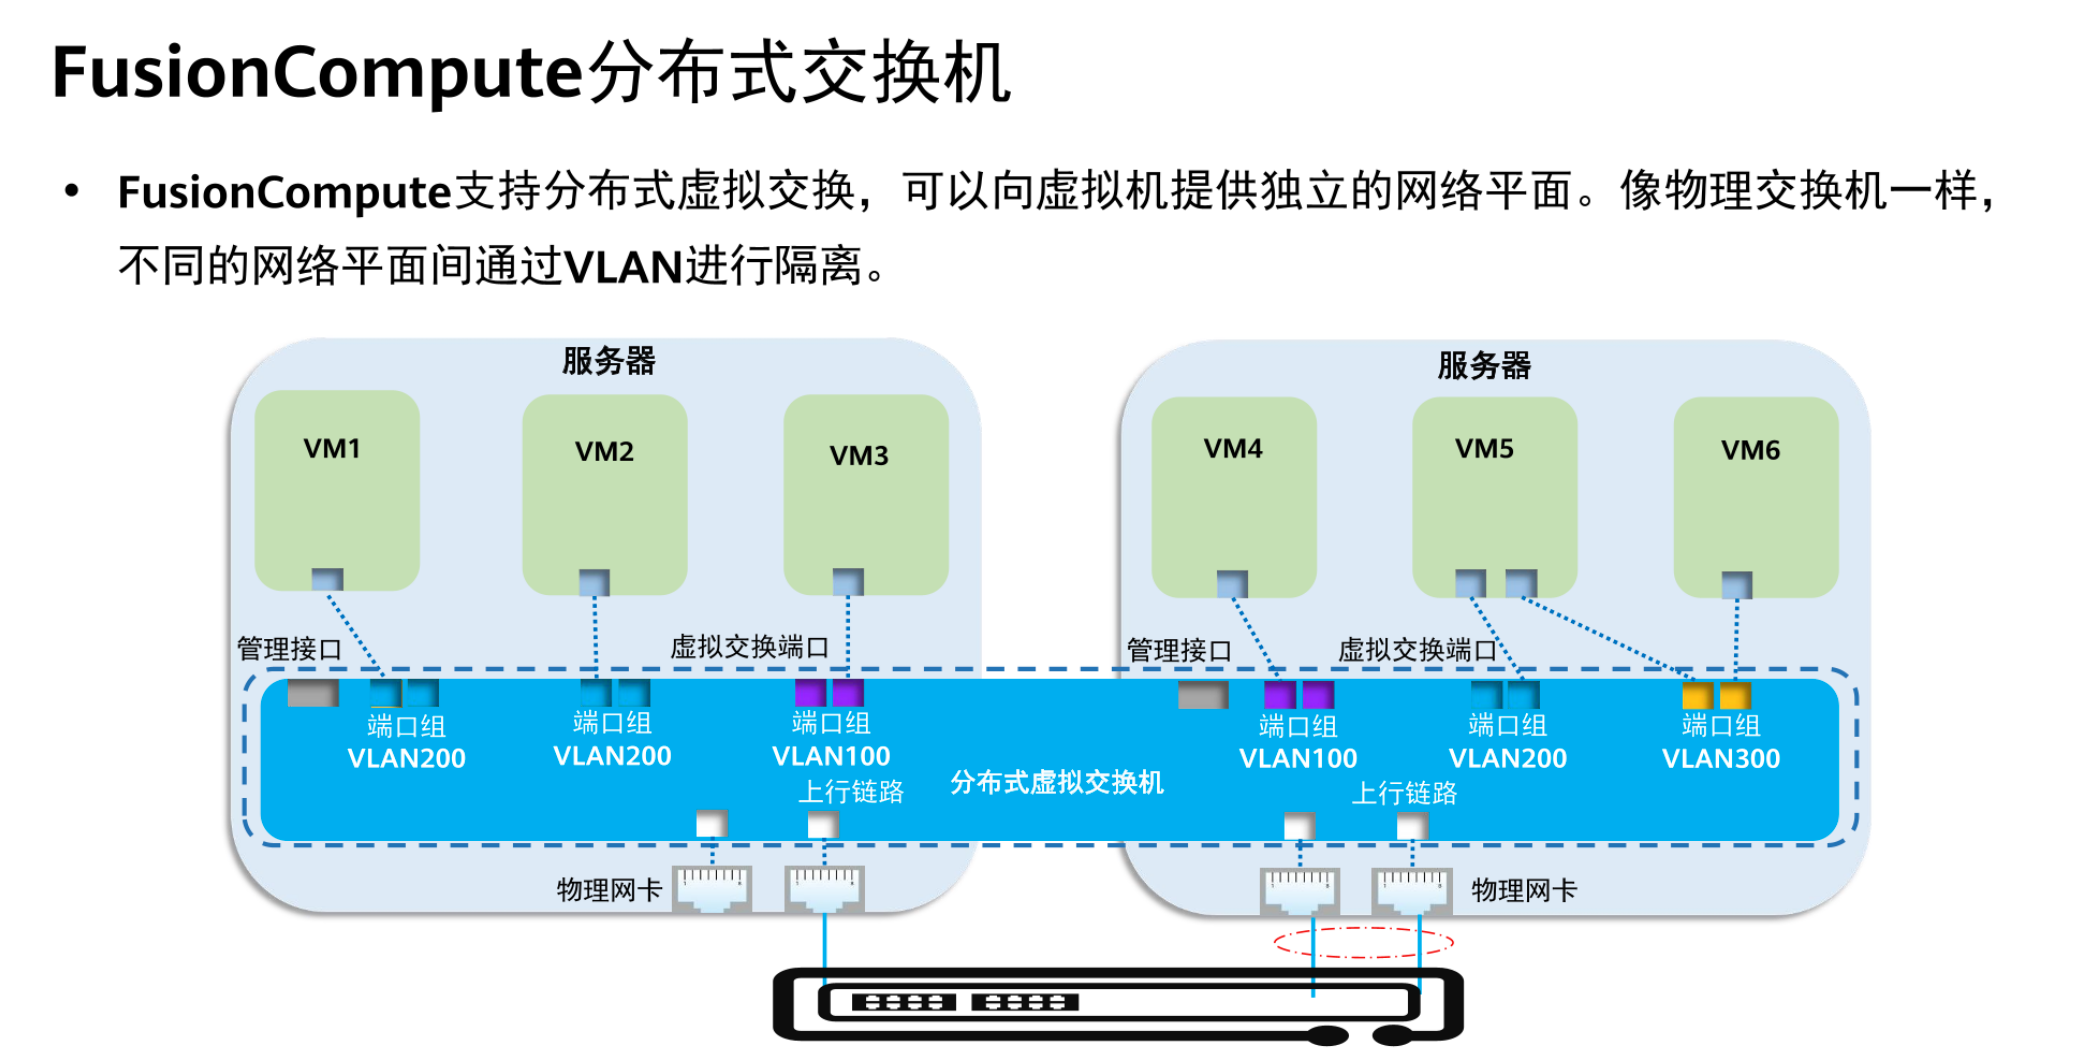 FusionCompute分布式交换机
• FusionCompute支持分布式虚拟交换，可以向虚拟机提供独立的网络平面。像物理交换机一样，
不同的网络平面间通过VLAN进行隔离。
服务器
服务器
VM1
VM2
VM3
VM4
VM5
VM6
管理接口
虚拟交换端口
管理接口
虚拟交换端口
端口组
VLAN200
端口组
VLAN200
端口组
VLAN100
端口组
VLAN100
端口组
VLAN200
端口组
VLAN300
上行链路
分布式虚拟交换机
上行链路
物理网卡
物理网卡